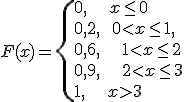 F(x) = { 0, x ≤ 0
0,2, 0 < x ≤ 1,
0,6, 1 < x ≤ 2
0,9, 2 < x ≤ 3
1, x > 3